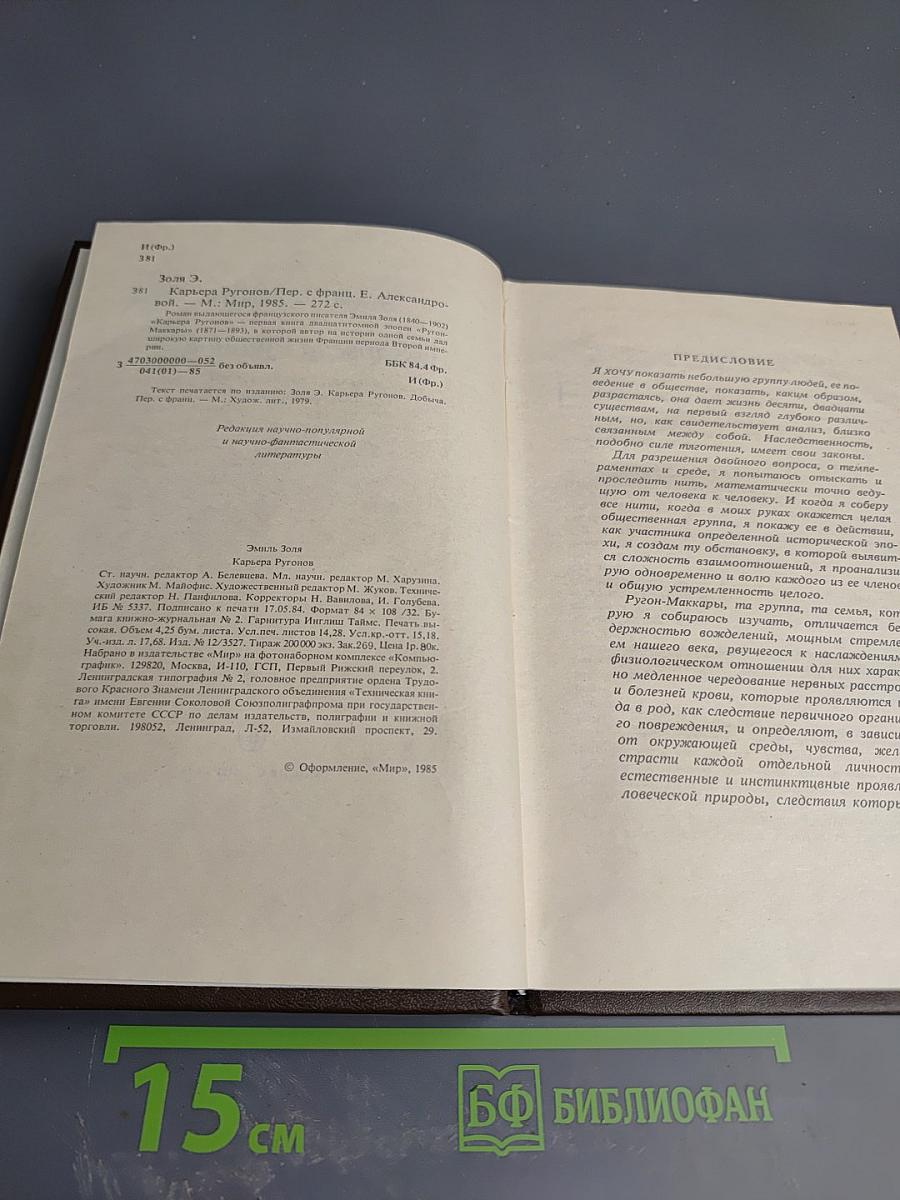 И(Фр.)
381
Золя Э.
381 Карьера Ругонов/Пер. с франц. Е. Александро-
вой. — М.: Мир, 1985. — 272 с.
Роман выдающегося французского писателя Эмиля Золя (1840—1902)
«Карьера Ругонов» — первая книга двадцатитомной эпопеи «Ругон-
Маккары» (1871—1893), в которой автор на истории одной семьи дал
широкую картину общественной жизни Франции периода Второй импе-
рии.
З 4703000000—052
041(01)—85 без объявл.
ББК 84.4 Фр.
И(Фр.)
Текст печатается по изданию: Золя Э. Карьера Ругонов. Добыча.
Пер. с франц. — М.: Худож. лит., 1979.
Редакция научно-популярной
и научно-фантастической
литературы
Эмиль Золя
Карьера Ругонов
Ст. научн. редактор А. Белевцева. Мл. научн. редактор М. Харузина.
Художник М. Майофис. Художественный редактор М. Жуков. Техниче-
ский редактор Н. Панфилова. Корректоры Н. Вавилова, И. Голубева.
ИБ № 5337. Подписано к печати 17.05.84. Формат 84 × 108 /32. Бу-
мага книжно-журнальная № 2. Гарнитура Инглиш Таймс. Печать вы-
сокая. Объем 4,25 бум. листа. Усл.печ. листов 14,28. Усл.кр.-отт. 15,18.
Уч.-изд. л. 17,68. Изд. № 12/3527. Тираж 200 000 экз. Зак.269, Цена 1р. 80к.
Набрано в издательстве «Мир» на фотонаборном комплексе «Компью-
график». 129820, Москва, И-110, ГСП, Первый Рижский переулок, 2.
Ленинградская типография № 2, головное предприятие ордена Трудо-
вого Красного Знамени Ленинградского объединения «Техническая кни-
га» имени Евгении Соколовой Союзполиграфпрома при государствен-
ном комитете СССР по делам издательств, полиграфии и книжной
торговли. 198052, Ленинград, Л-52, Измайловский проспект, 29.
© Оформление, «Мир», 1985
ПРЕДИСЛОВИЕ
Я ХОЧУ показать небольшую группу людей, ее по-
ведение в обществе, показать, каким образом,
разрастаясь, она дает жизнь десяти, двадцати
существам, на первый взгляд глубоко различ-
ным, но, как свидетельствует анализ, близко
связанным между собой. Наследственность,
подобно силе тяготения, имеет свои законы.
Для разрешения двойного вопроса, о темпе-
раментах и среде, я попытаюсь отыскать и
проследить нить, математически точно веду-
щую от человека к человеку. И когда я соберу
все нити, когда в моих руках окажется целая
общественная группа, я покажу ее в действии,
как участника определенной исторической эпо-
хи, я создам ту обстановку, в которой выявит-
ся сложность взаимоотношений, я проанализи-
рую одновременно и волю каждого из ее членов
и общую устремленность целого.
Ругон-Маккары, та группа, та семья, кот
рую я собираюсь изучать, отличается бе
держностью вожделений, мощным стремле
ем нашего века, рвущегося к наслаждениям
физиологическом отношении для них харак
но медленное чередование нервных расстро
и болезней крови, которые проявляются
да в род, как следствие первичного органи
го повреждения, и определяют, в зависи
от окружающей среды, чувства, жел
страсти каждой отдельной личност
естественные и инстинктивные проявл
ловеческой природы, следствия которы
15 см
БФ БИБЛИОФАН